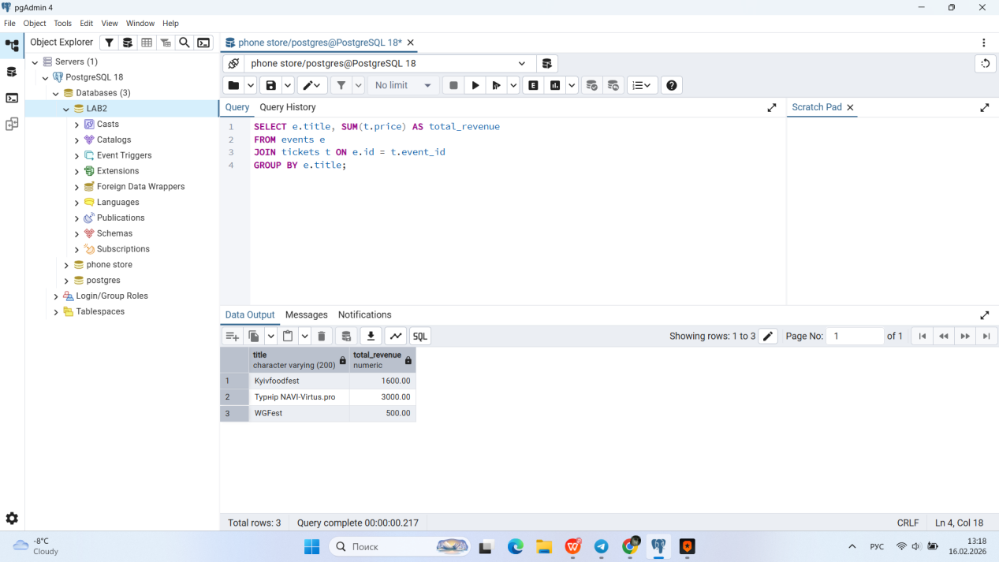 pgAdmin 4
File Object Tools Edit View Window Help
Object Explorer
phone store/postgres@PostgreSQL 18*
Servers (1)
PostgreSQL 18
Databases (3)
LAB2
Casts
Catalogs
Event Triggers
Extensions
Foreign Data Wrappers
Languages
Publications
Schemas
Subscriptions
phone store
postgres
Login/Group Roles
Tablespaces
phone store/postgres@PostgreSQL 18
No limit
E
Query Query History
Scratch Pad
1 SELECT e.title, SUM(t.price) AS total_revenue
2 FROM events e
3 JOIN tickets t ON e.id = t.event_id
4 GROUP BY e.title;
Data Output Messages Notifications
SQL
Showing rows: 1 to 3 Page No: 1 of 1
title total_revenue
character varying (200) numeric
1 Kyivfoodfest 1600.00
2 Турнір NAVI-Virtus.pro 3000.00
3 WGFest 500.00
Total rows: 3 Query complete 00:00:00.217 CRLF Ln 4, Col 18
-8°C
Cloudy
Поиск
РУС
13:18
16.02.2026